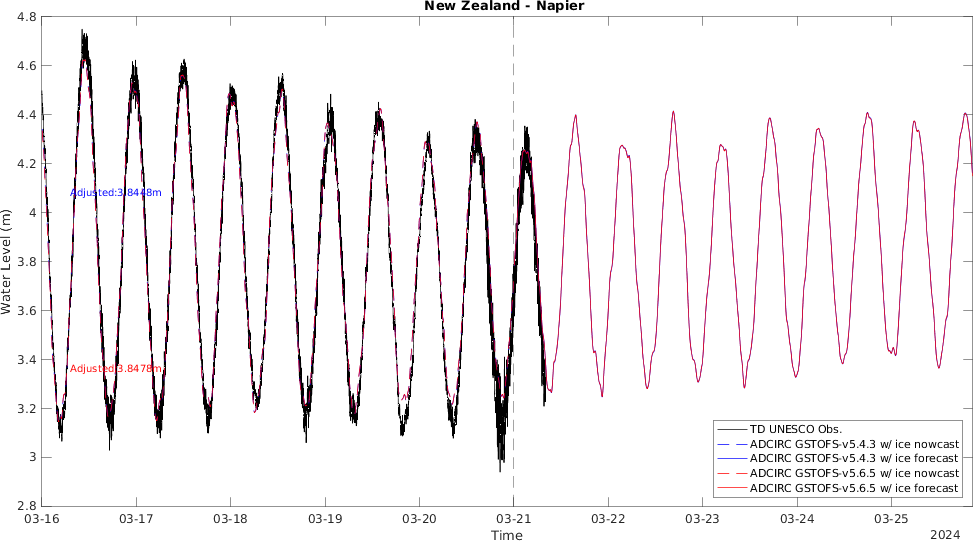 New Zealand - Napier
4.8
4.6
4.4
4.2
4
3.8
3.6
3.4
3.2
3
2.8
Water Level (m)
Adjusted:3.8448m
Adjusted:3.8478m
TD UNESCO Obs.
ADCIRC GSTOFS-v5.4.3 w/ ice nowcast
ADCIRC GSTOFS-v5.4.3 w/ ice forecast
ADCIRC GSTOFS-v5.6.5 w/ ice nowcast
ADCIRC GSTOFS-v5.6.5 w/ ice forecast
03-16 03-17 03-18 03-19 03-20 03-21 03-22 03-23 03-24 03-25
Time
2024